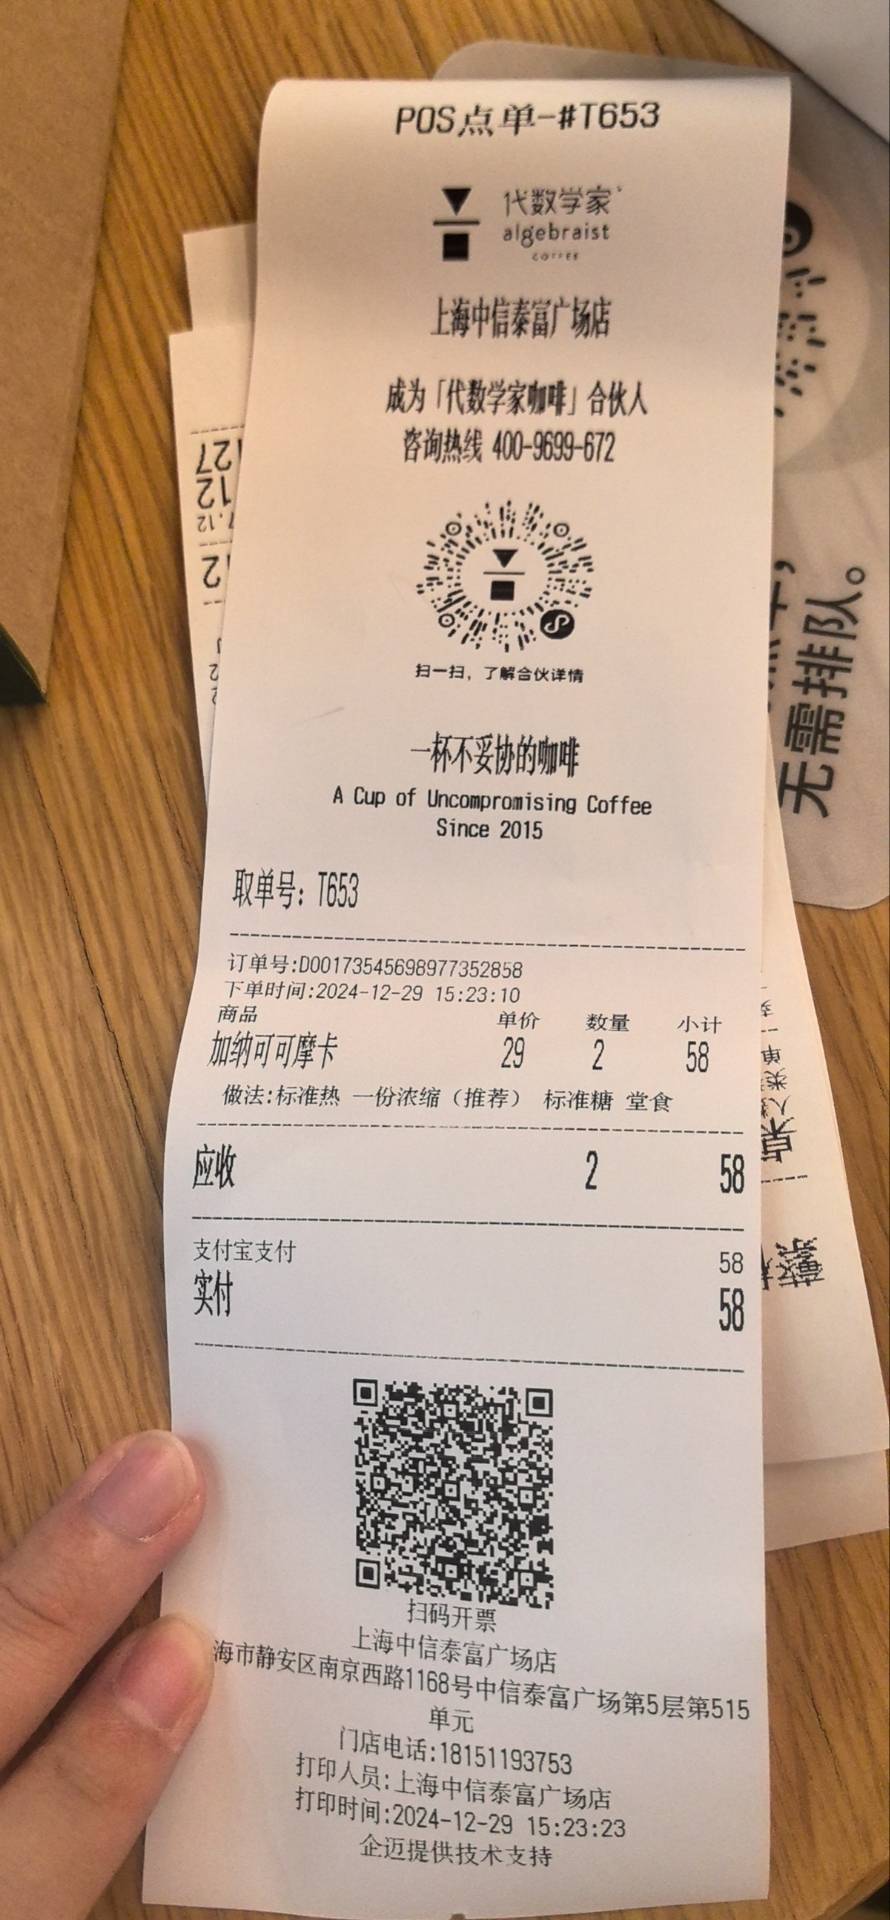 POS点单-#T653
代数学家
algebraist
COFFEE
上海中信泰富广场店
成为「代数学家咖啡」合伙人
咨询热线 400-9699-672
扫一扫，了解合伙详情
一杯不妥协的咖啡
A Cup of Uncompromising Coffee
Since 2015
取单号: T653
订单号:D00173545698977352858
下单时间:2024-12-29 15:23:10
商品 单价 数量 小计
加纳可可摩卡 29 2 58
做法:标准热 一份浓缩（推荐） 标准糖 堂食
应收 2 58
支付宝支付 58
实付 58
扫码开票
上海中信泰富广场店
海市静安区南京西路1168号中信泰富广场第5层第515
单元
门店电话:18151193753
打印人员:上海中信泰富广场店
打印时间:2024-12-29 15:23:23
企迈提供技术支持
无需排队。
127
12
7.12
12